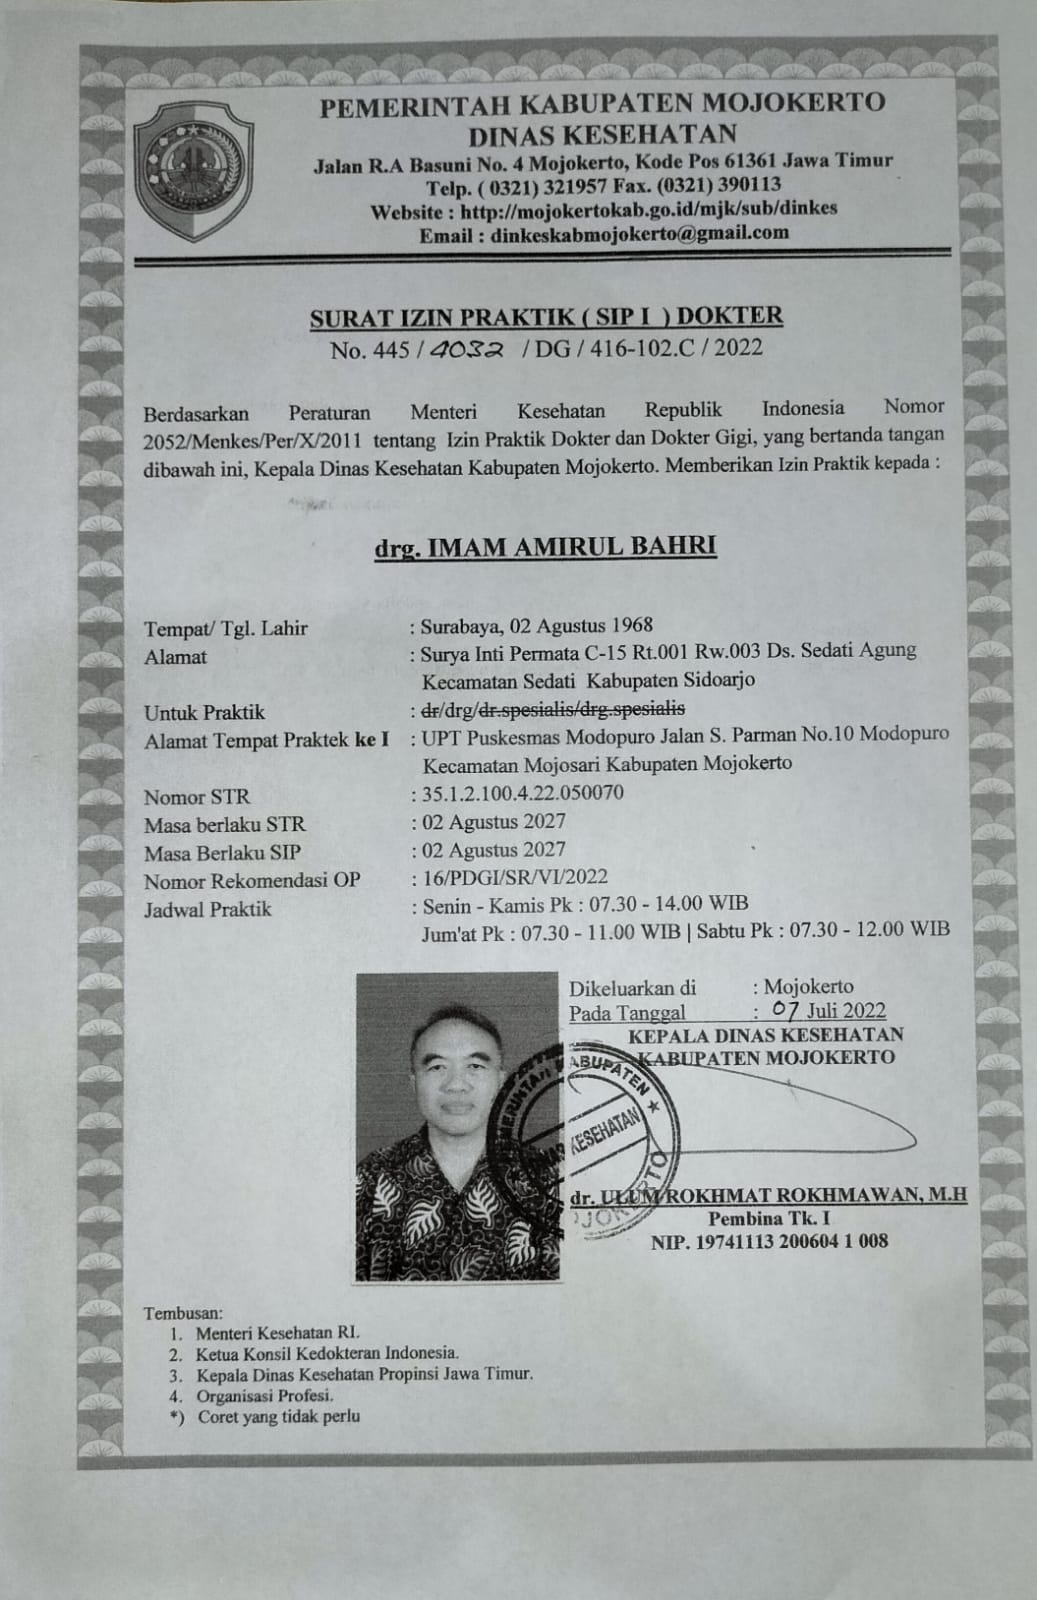 PEMERINTAH KABUPATEN MOJOKERTO
DINAS KESEHATAN
Jalan R.A Basuni No. 4 Mojokerto, Kode Pos 61361 Jawa Timur
Telp. ( 0321) 321957 Fax. (0321) 390113
Website : http://mojokertokab.go.id/mjk/sub/dinkes
Email : dinkeskabmojokerto@gmail.com
SURAT IZIN PRAKTIK ( SIP I ) DOKTER
No. 445 / 4032 / DG / 416-102.C / 2022
Berdasarkan Peraturan Menteri Kesehatan Republik Indonesia Nomor
2052/Menkes/Per/X/2011 tentang Izin Praktik Dokter dan Dokter Gigi, yang bertanda tangan
dibawah ini, Kepala Dinas Kesehatan Kabupaten Mojokerto. Memberikan Izin Praktik kepada :
drg. IMAM AMIRUL BAHRI
Tempat/ Tgl. Lahir : Surabaya, 02 Agustus 1968
Alamat : Surya Inti Permata C-15 Rt.001 Rw.003 Ds. Sedati Agung
Kecamatan Sedati Kabupaten Sidoarjo
Untuk Praktik : dr/drg/dr.spesialis/drg.spesialis
Alamat Tempat Praktek ke I : UPT Puskesmas Modopuro Jalan S. Parman No.10 Modopuro
Kecamatan Mojosari Kabupaten Mojokerto
Nomor STR : 35.1.2.100.4.22.050070
Masa berlaku STR : 02 Agustus 2027
Masa Berlaku SIP : 02 Agustus 2027
Nomor Rekomendasi OP : 16/PDGI/SR/VI/2022
Jadwal Praktik : Senin - Kamis Pk : 07.30 - 14.00 WIB
Jum'at Pk : 07.30 - 11.00 WIB | Sabtu Pk : 07.30 - 12.00 WIB
Dikeluarkan di : Mojokerto
Pada Tanggal : 07 Juli 2022
KEPALA DINAS KESEHATAN
KABUPATEN MOJOKERTO
KABUPATEN
KESEHATAN
dr. ULUM ROKHMAT ROKHMAWAN, M.H
Pembina Tk. I
NIP. 19741113 200604 1 008
Tembusan:
1. Menteri Kesehatan RI.
2. Ketua Konsil Kedokteran Indonesia.
3. Kepala Dinas Kesehatan Propinsi Jawa Timur.
4. Organisasi Profesi.
*) Coret yang tidak perlu